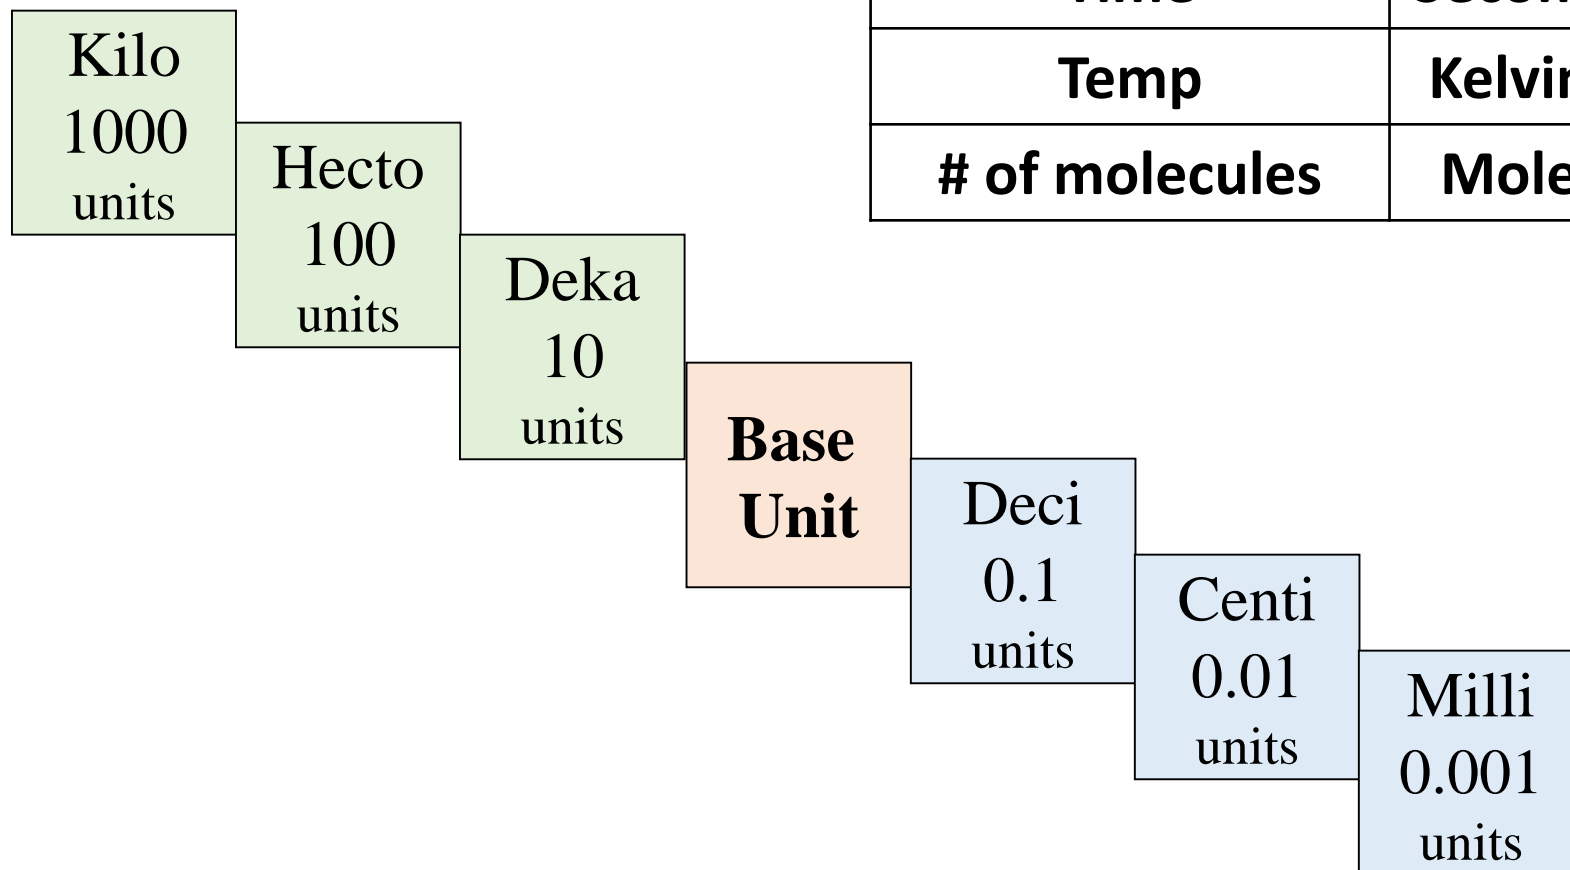 Kilo
1000
units
Hecto
100
units
Deka
10
units
Base
Unit
Deci
0.1
units
Centi
0.01
units
Milli
0.001
units
Temp
# of molecules Mole